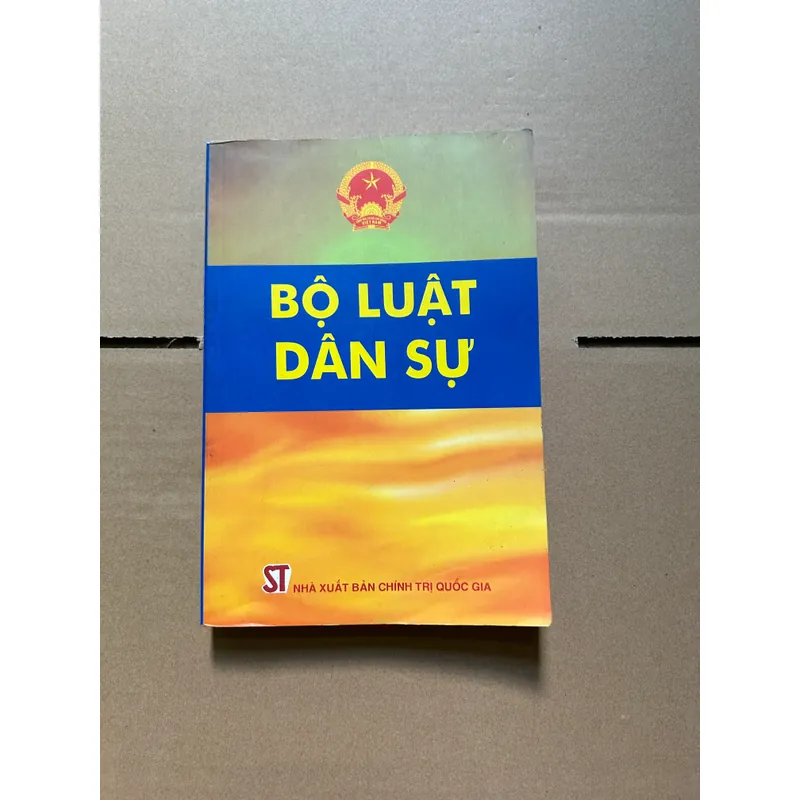 BỘ LUẬT
DÂN SỰ
ST NHÀ XUẤT BẢN CHÍNH TRỊ QUỐC GIA